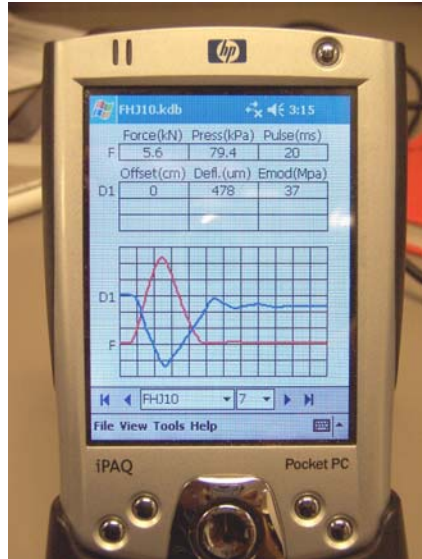 hp
FHJ10.kdb 3:15
Force(kN) Press(kPa) Pulse(ms)
F 5.6 79.4 20
Offset(cm) Defl.(um) Emod(Mpa)
D1 0 478 37
D1
F
FHJ10 7
File View Tools Help
iPAQ Pocket PC